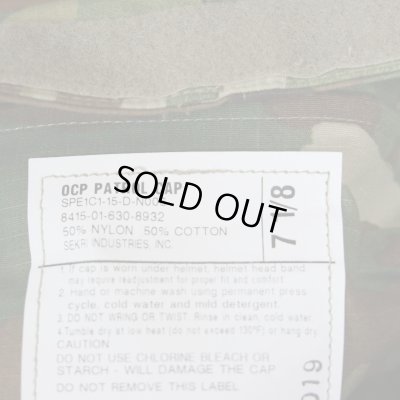 OCP PATROL CAP
SPE1C1-15-D-N
8415-01-630-8932
50% NYLON 50% COTTON
SEKRI INDUSTRIES, INC.
7 1/8
SOLD OUT
1. If cap is worn under helmet, helmet head band
may require readjustment for proper fit and comfort.
2. Hand or machine wash using permanent press
cycle, cold water and mild detergent.
3. DO NOT WRING OR TWIST. Rinse in clean, cold water.
4. Tumble dry at low heat (do not exceed 130°F) or hang dry.
CAUTION
DO NOT USE CHLORINE BLEACH OR
STARCH - WILL DAMAGE THE CAP
CAUTION
DO NOT REMOVE THIS LABEL
019